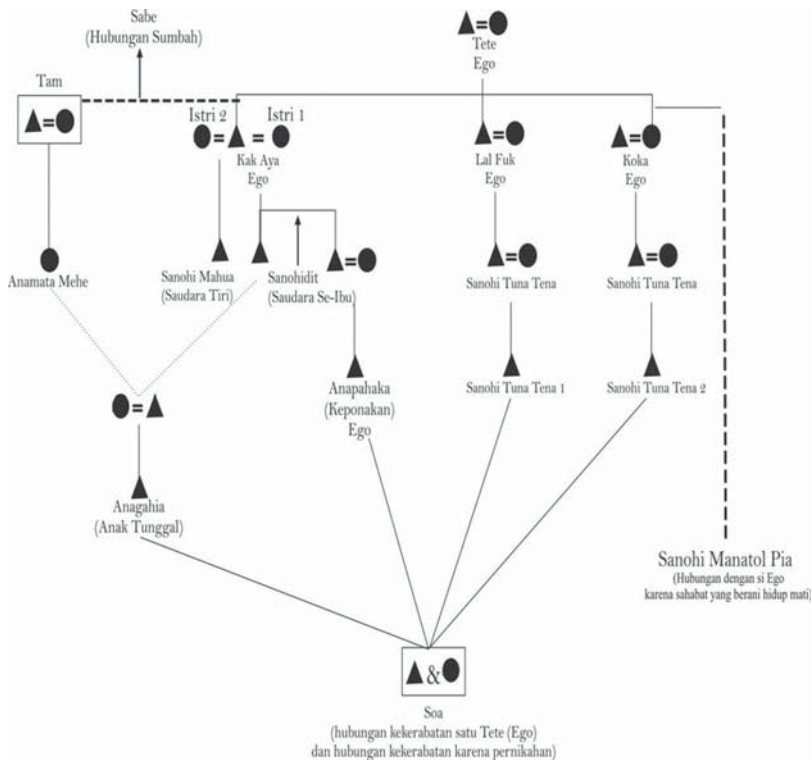 Sabe
(Hubungan Sumbah)
Tete
Ego
Tam
=
Istri 2
Istri 1
Kak Aya
Ego
Lal Fuk
Ego
Koka
Ego
Anamata Mehe
Sanohi Mahua
(Saudara Tiri)
Sanohidit
(Saudara Se-Ibu)
Sanohi Tuna Tena
Sanohi Tuna Tena
Anapahaka
(Keponakan)
Ego
Sanohi Tuna Tena 1
Sanohi Tuna Tena 2
Anagahia
(Anak Tunggal)
Sanohi Manatol Pia
(Hubungan dengan si Ego
karena sahabat yang berani hidup mati)
&
Soa
(hubungan kekerabatan satu Tete (Ego)
dan hubungan kekerabatan karena pernikahan)